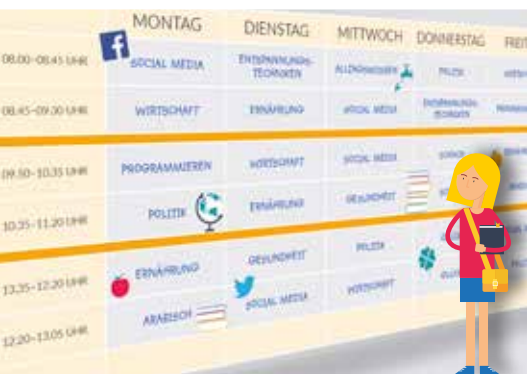 MONTAG DIENSTAG MITTWOCH DONNERSTAG FREIT
08.00–08.45 UHR SOCIAL MEDIA ENTSPANNUNGS-
TECHNIKEN POLITIK
08.45–09.30 UHR WIRTSCHAFT ERNÄHRUNG SOCIAL MEDIA ENTSPANNUNGS-
TECHNIKEN
09.50–10.35 UHR PROGRAMMIEREN WIRTSCHAFT SOCIAL MEDIA
10.35–11.20 UHR POLITIK ERNÄHRUNG GESUNDHEIT
ERNÄHRUNG GESUNDHEIT POLITIK
12.20–13.05 UHR ARABISCH SOCIAL MEDIA WIRTSCHAFT